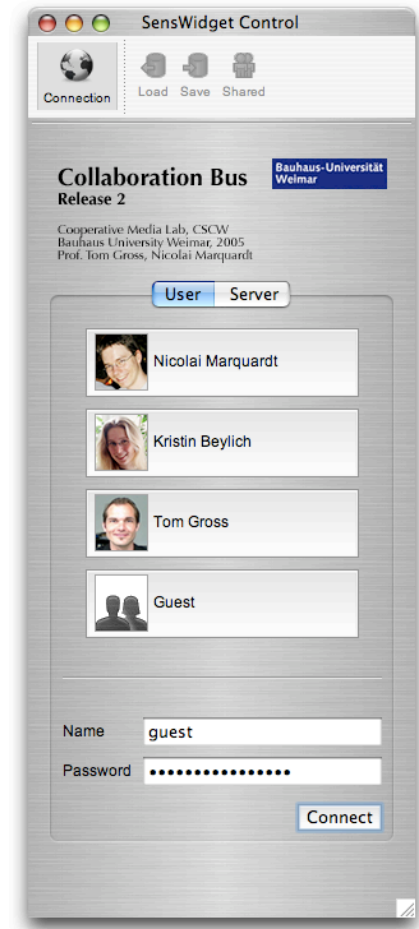 SensWidget Control
Connection
Load Save Shared
Collaboration Bus
Release 2
Bauhaus-Universität
Weimar
Cooperative Media Lab, CSCW
Bauhaus University Weimar, 2005
Prof. Tom Gross, Nicolai Marquardt
User Server
Nicolai Marquardt
Kristin Beylich
Tom Gross
Guest
Name guest
Password ••••••••••••••••
Connect